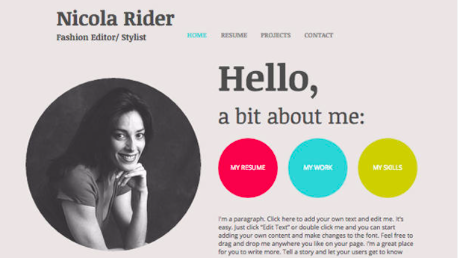 Nicola Rider
Fashion Editor/ Stylist
HOME RESUME PROJECTS CONTACT
Hello,
a bit about me:
MY RESUME
MY WORK
MY SKILLS
I'm a paragraph. Click here to add your own text and edit me. It's
easy. Just click "Edit Text" or double click me and you can start
adding your own content and make changes to the font. Feel free to
drag and drop me anywhere you like on your page. I'm a great place
for you to write more. Tell a story and let your users get to know